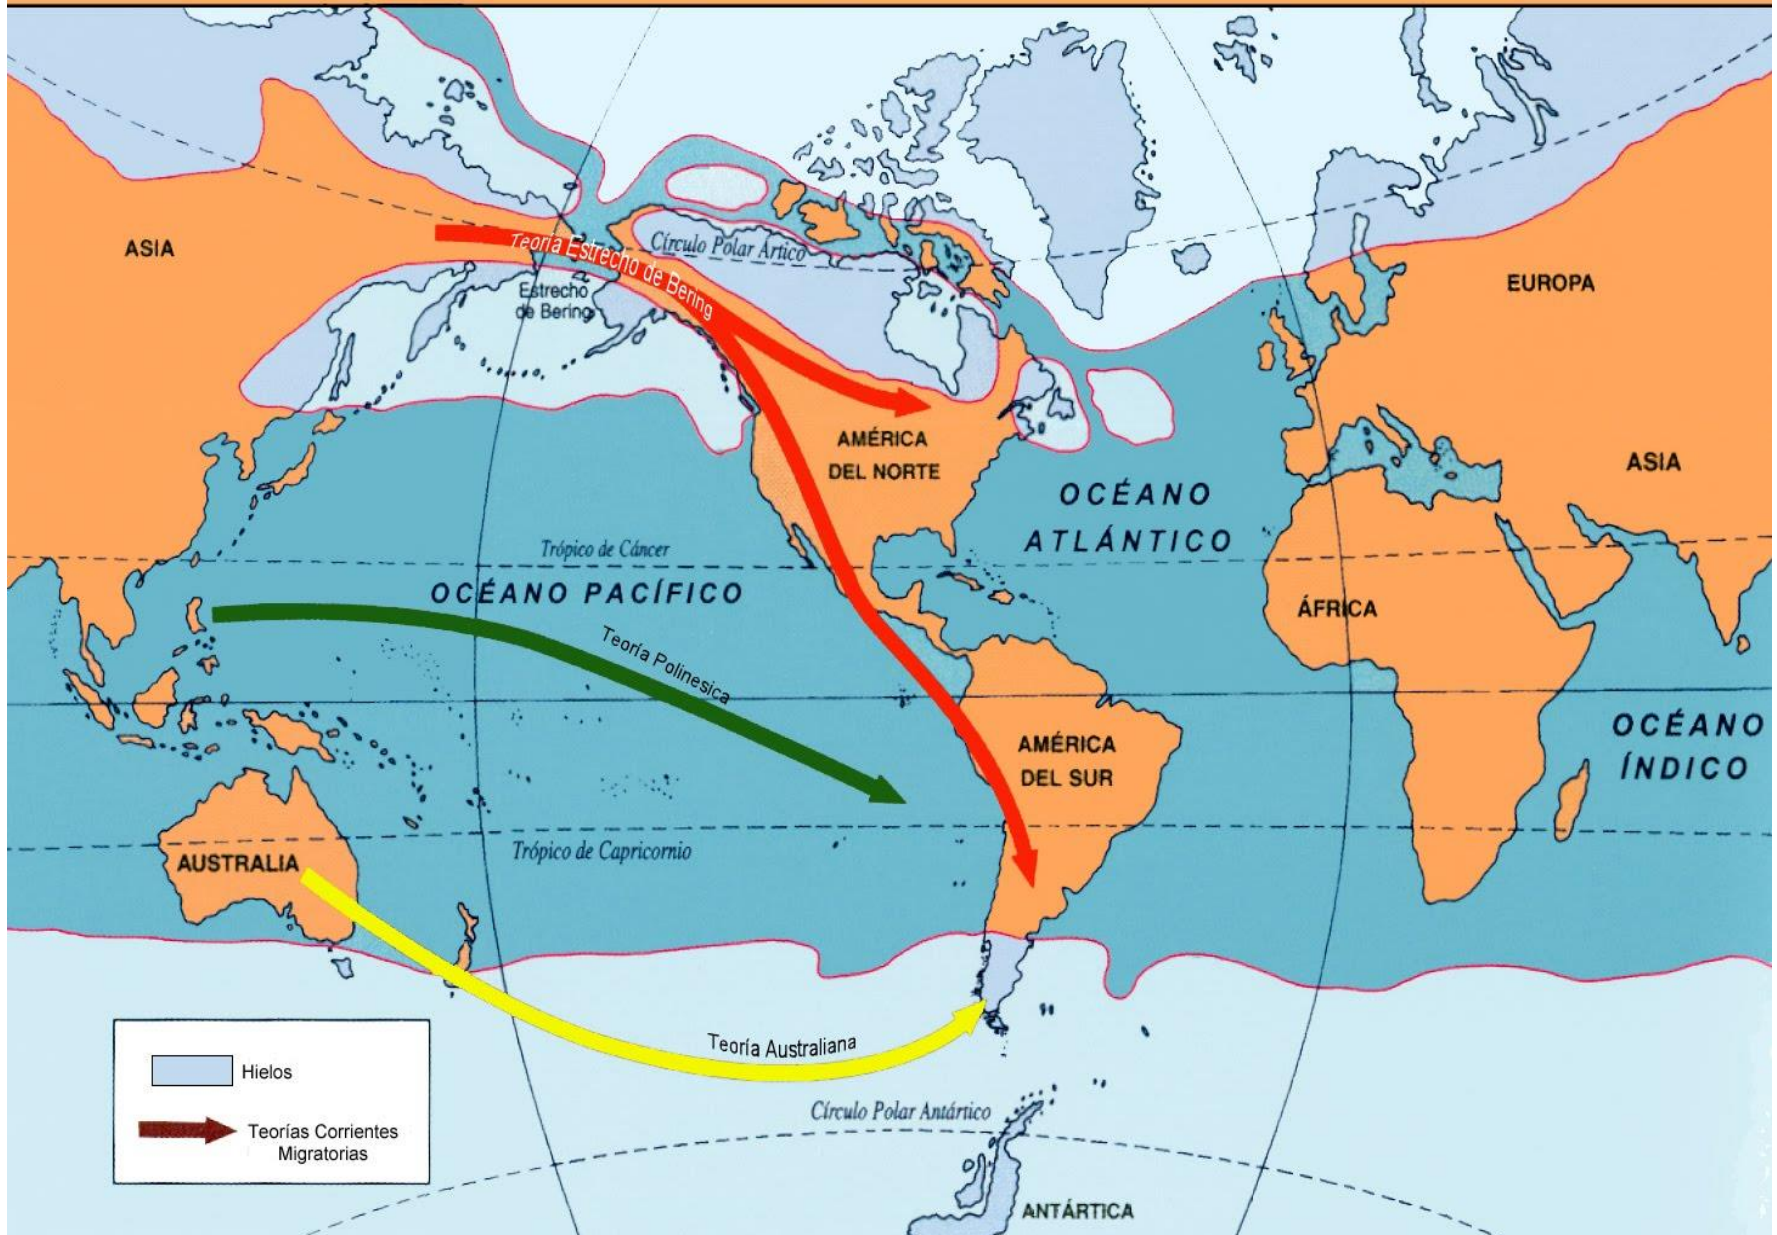 ASIA
Teoría Estrecho de Bering
Círculo Polar Artico
Estrecho
de Bering
EUROPA
AMÉRICA
DEL NORTE
ASIA
OCÉANO
ATLÁNTICO
Trópico de Cáncer
OCÉANO PACÍFICO
ÁFRICA
Teoría Polinesica
OCÉANO
ÍNDICO
AMÉRICA
DEL SUR
Trópico de Capricornio
AUSTRALIA
Teoría Australiana
Hielos
Círculo Polar Antártico
Teorías Corrientes
Migratorias
ANTÁRTICA